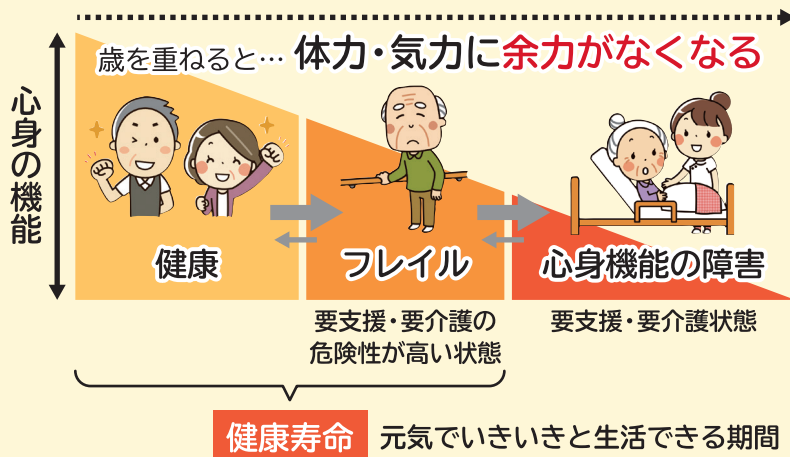 歳を重ねると… 体力・気力に余力がなくなる
心身の機能
健康
フレイル
心身機能の障害
要支援・要介護の
危険性が高い状態
要支援・要介護状態
健康寿命 元気でいきいきと生活できる期間